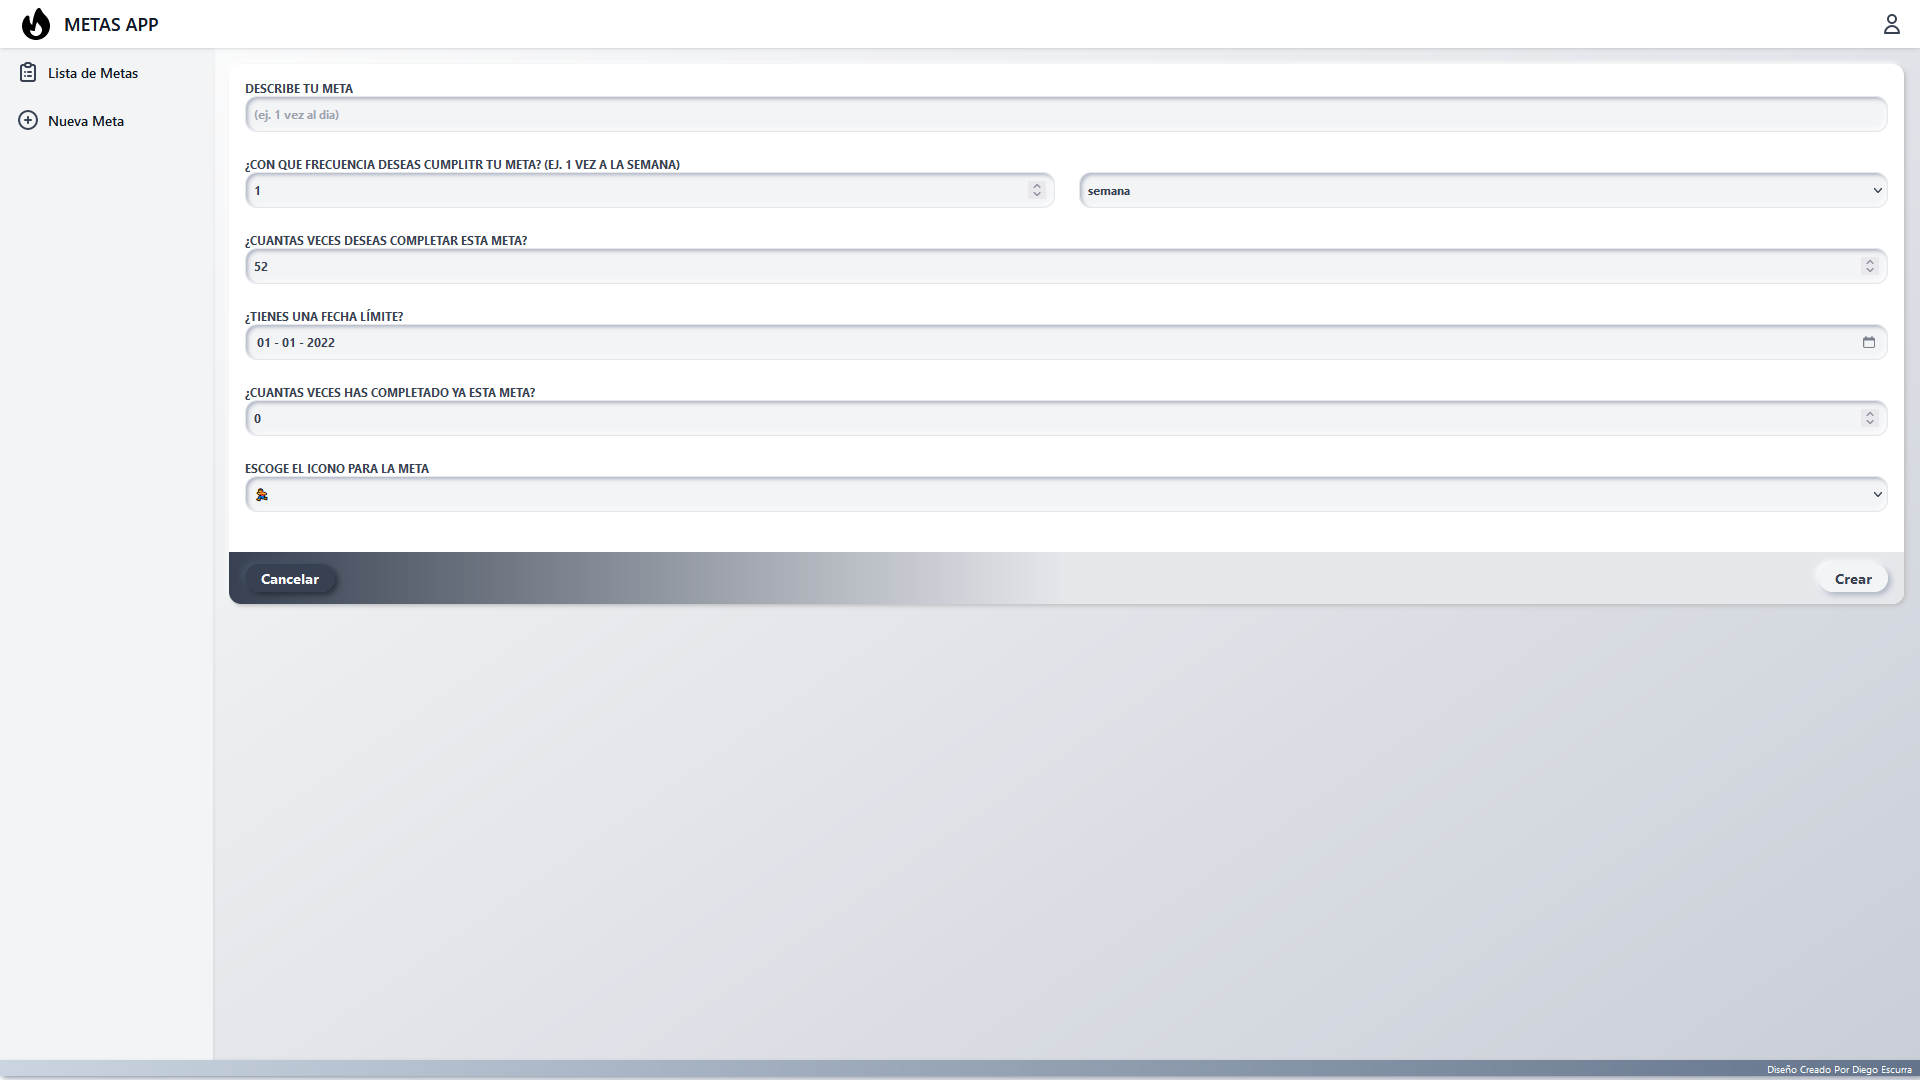 METAS APP
Lista de Metas
Nueva Meta
DESCRIBE TU META
(ej. 1 vez al dia)
¿CON QUE FRECUENCIA DESEAS CUMPLITR TU META? (EJ. 1 VEZ A LA SEMANA)
1
semana
¿CUANTAS VECES DESEAS COMPLETAR ESTA META?
52
¿TIENES UNA FECHA LÍMITE?
01 - 01 - 2022
¿CUANTAS VECES HAS COMPLETADO YA ESTA META?
0
ESCOGE EL ICONO PARA LA META
Cancelar
Crear
Diseño Creado Por Diego Escurra